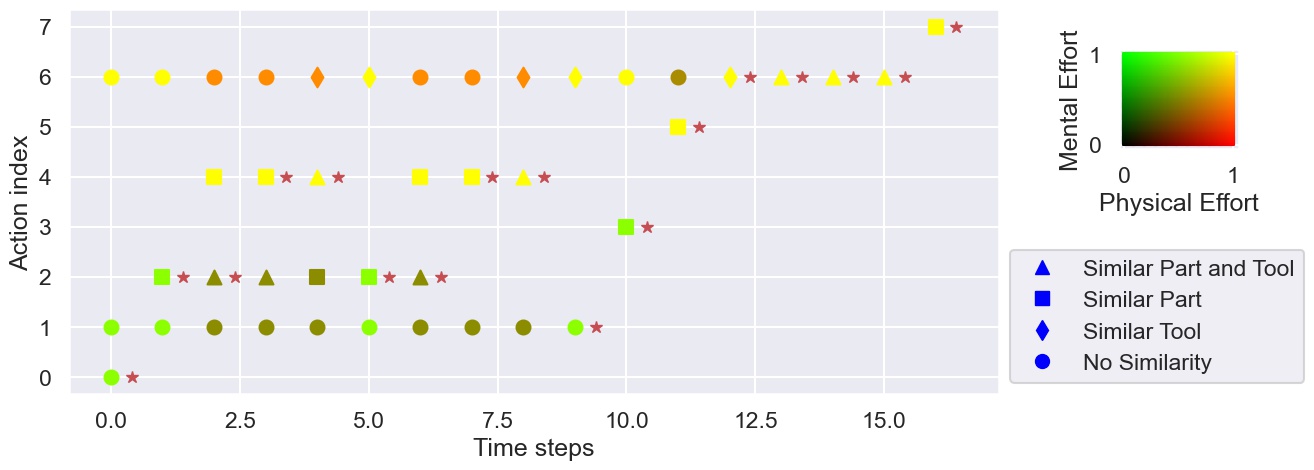 7
6
5
4
3
2
1
0
Action index
0.0 2.5 5.0 7.5 10.0 12.5 15.0
Time steps
Mental Effort
1
0
0 1
Physical Effort
Similar Part and Tool
Similar Part
Similar Tool
No Similarity